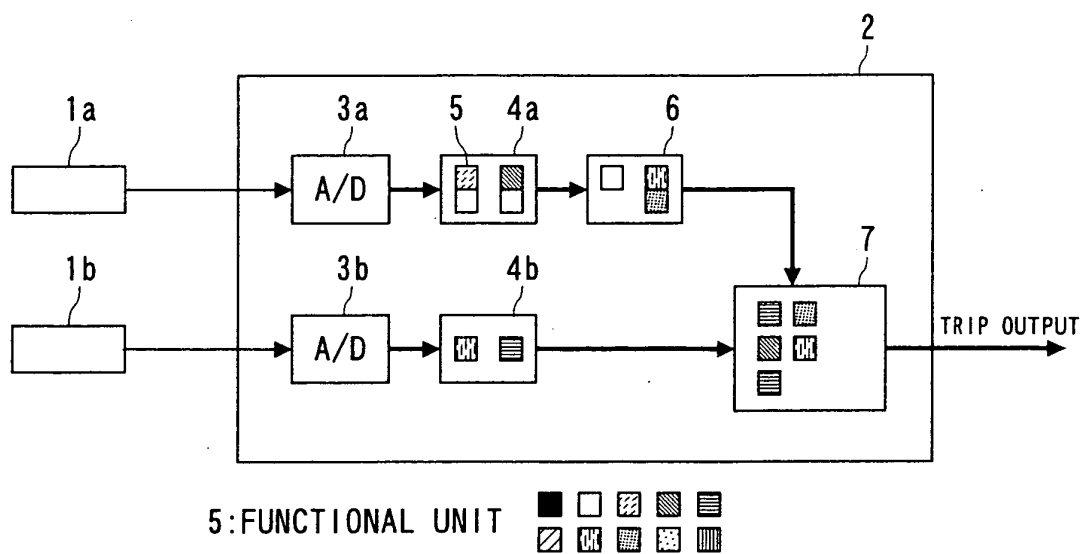 2
1a
3a
5
4a
6
A/D
1b
3b
4b
7
A/D
TRIP OUTPUT
5:FUNCTIONAL UNIT